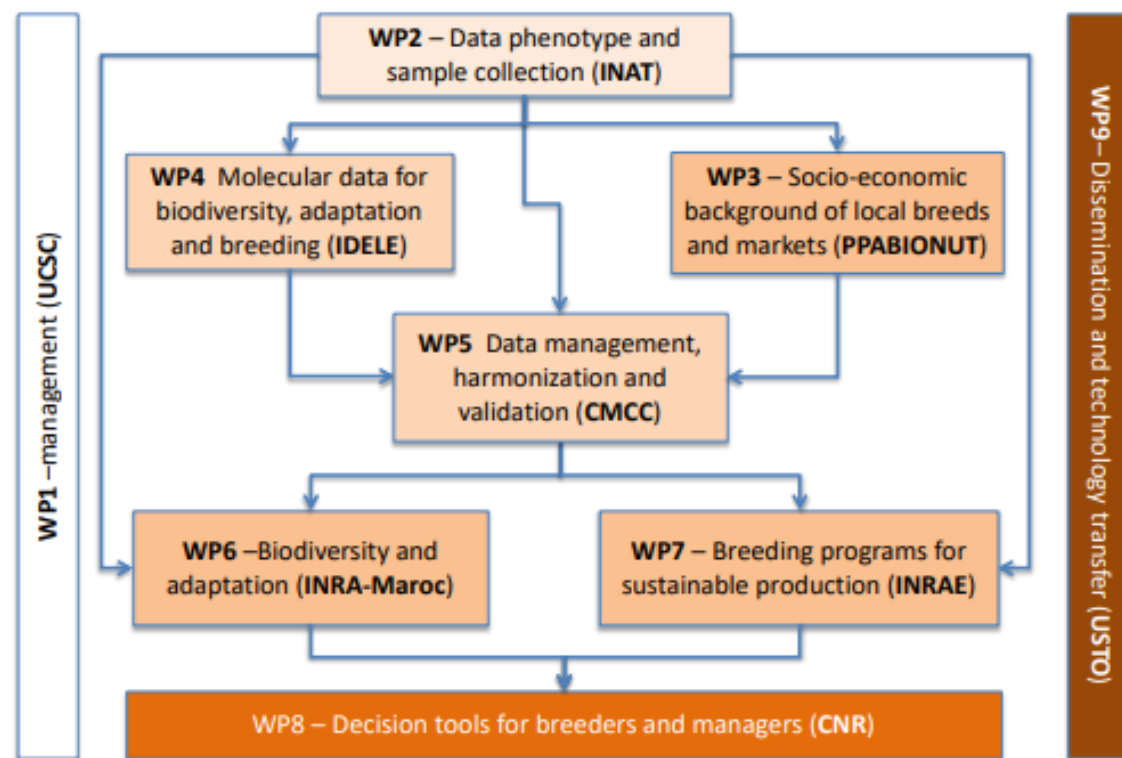 WP1 –management (UCSC)
WP2 – Data phenotype and
sample collection (INAT)
WP4  Molecular data for
biodiversity, adaptation
and breeding (IDELE)
WP3 – Socio-economic
background of local breeds
and markets (PPABIONUT)
WP5  Data management,
harmonization and
validation (CMCC)
WP6 –Biodiversity and
adaptation (INRA-Maroc)
WP7 – Breeding programs for
sustainable production (INRAE)
WP8 – Decision tools for breeders and managers (CNR)
WP9– Dissemination and technology transfer (USTO)